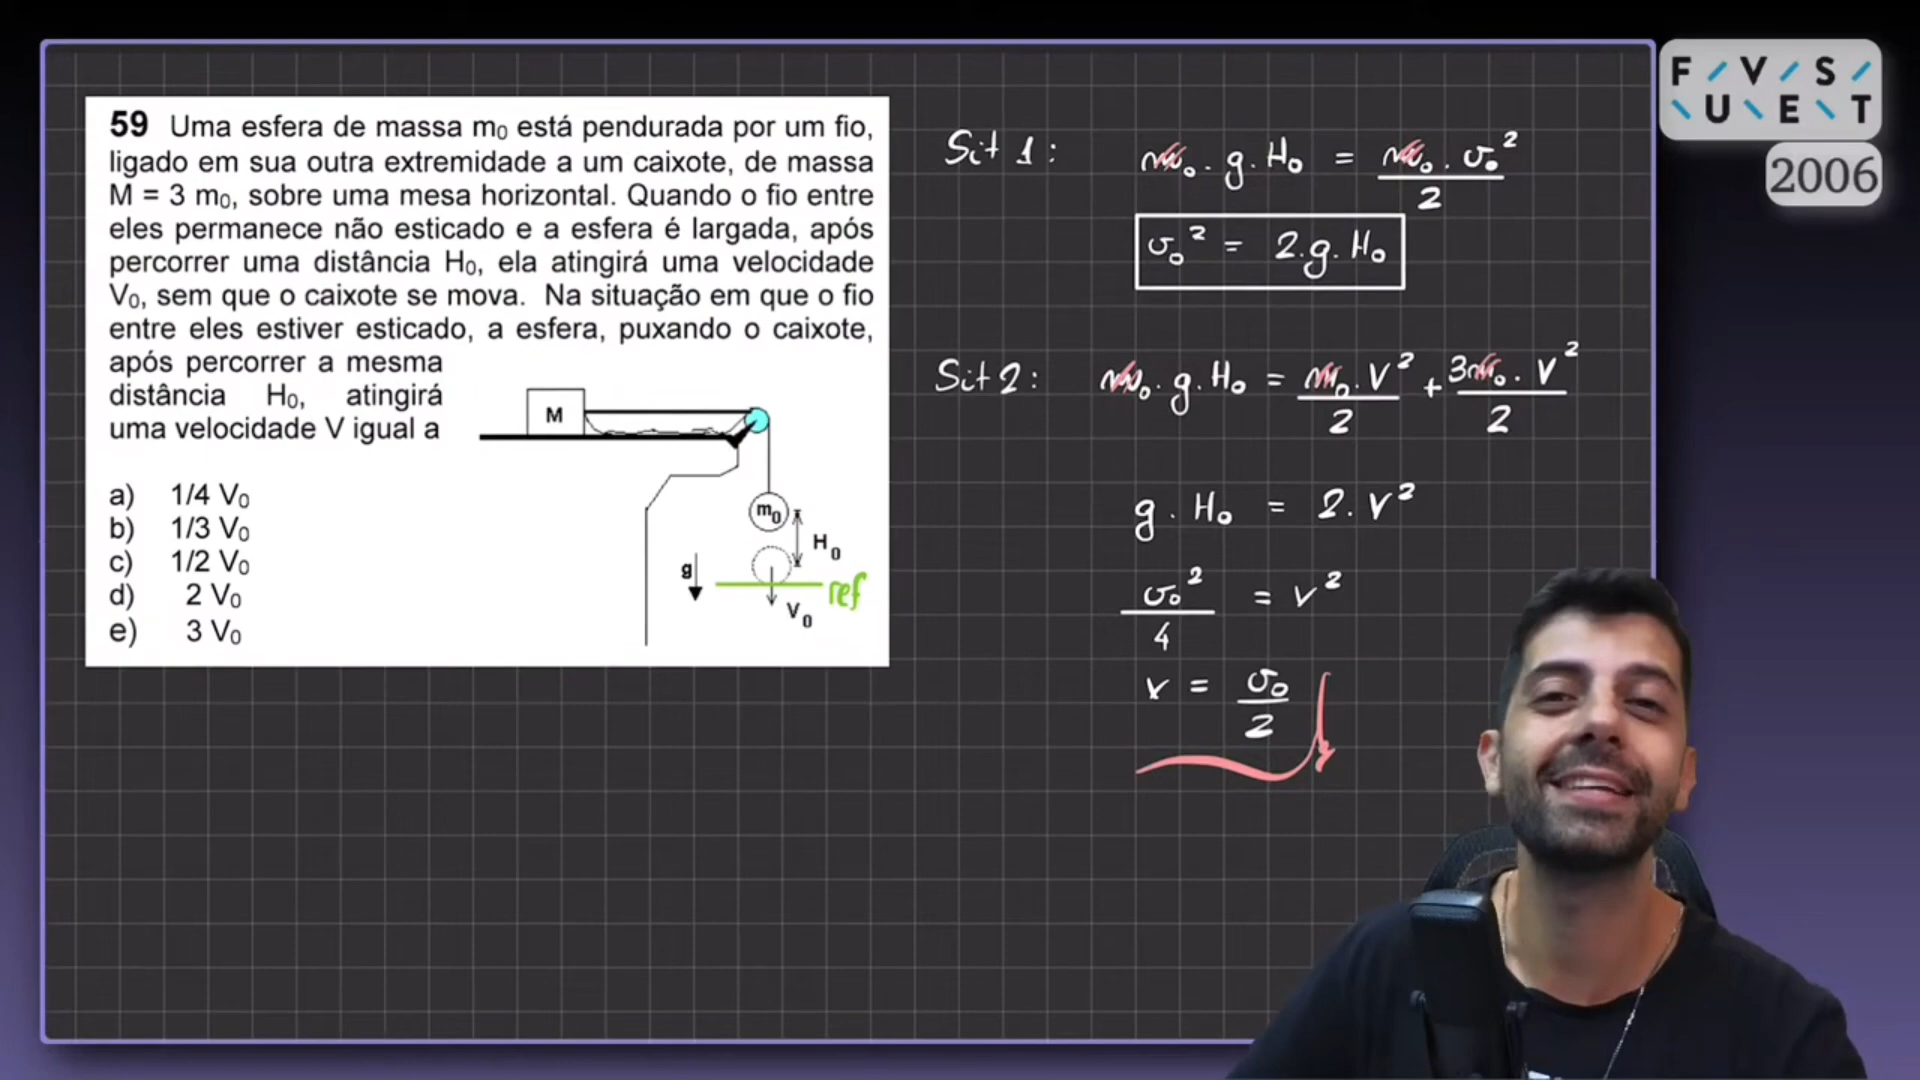 F V S
U E T
2006
59 Uma esfera de massa m₀ está pendurada por um fio,
ligado em sua outra extremidade a um caixote, de massa
M = 3 m₀, sobre uma mesa horizontal. Quando o fio entre
eles permanece não esticado e a esfera é largada, após
percorrer uma distância H₀, ela atingirá uma velocidade
V₀, sem que o caixote se mova. Na situação em que o fio
entre eles estiver esticado, a esfera, puxando o caixote,
após percorrer a mesma
distância H₀, atingirá
uma velocidade V igual a
a) 1/4 V₀
b) 1/3 V₀
c) 1/2 V₀
d) 2 V₀
e) 3 V₀
M
m₀
H₀
g
ref
V₀
Sit 1: m₀ . g . H₀ = m₀ . v₀² / 2
v₀² = 2.g.H₀
Sit 2: m₀ . g . H₀ = m₀ . V² / 2 + 3m₀ . V² / 2
g . H₀ = 2 . V²
v₀² / 4 = v²
v = v₀ / 2